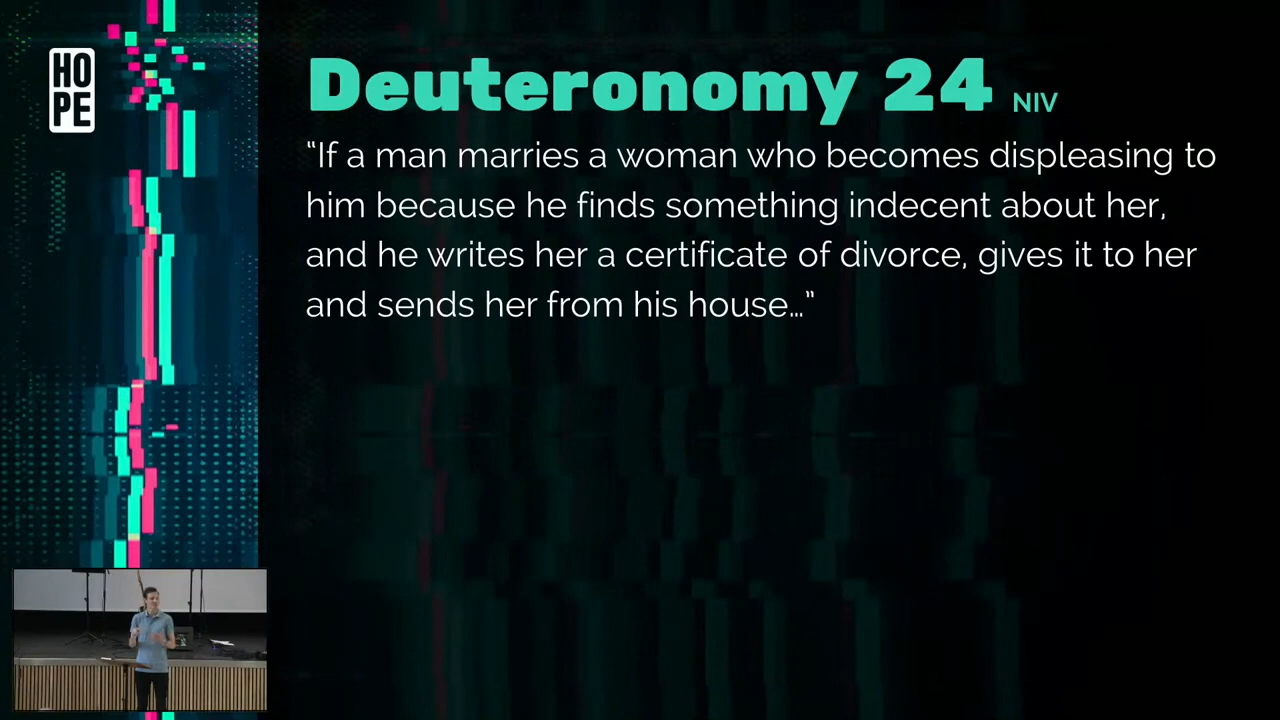 HO
PE
Deuteronomy 24 NIV
“If a man marries a woman who becomes displeasing to
him because he finds something indecent about her,
and he writes her a certificate of divorce, gives it to her
and sends her from his house...”